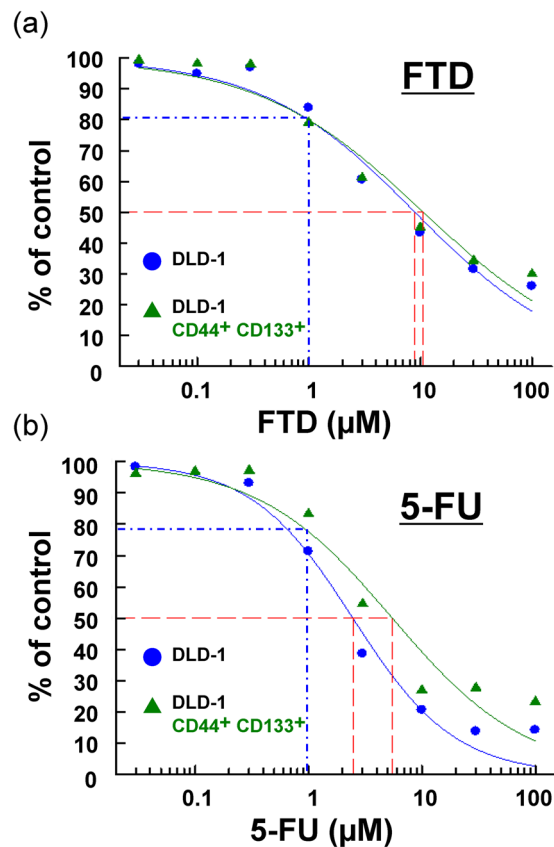 (a)
FTD
% of control
100
90
80
70
60
50
40
30
20
10
0
DLD-1
DLD-1
CD44+ CD133+
0.1
1
10
100
FTD (µM)
(b)
5-FU
% of control
100
90
80
70
60
50
40
30
20
10
0
DLD-1
DLD-1
CD44+ CD133+
0.1
1
10
100
5-FU (µM)